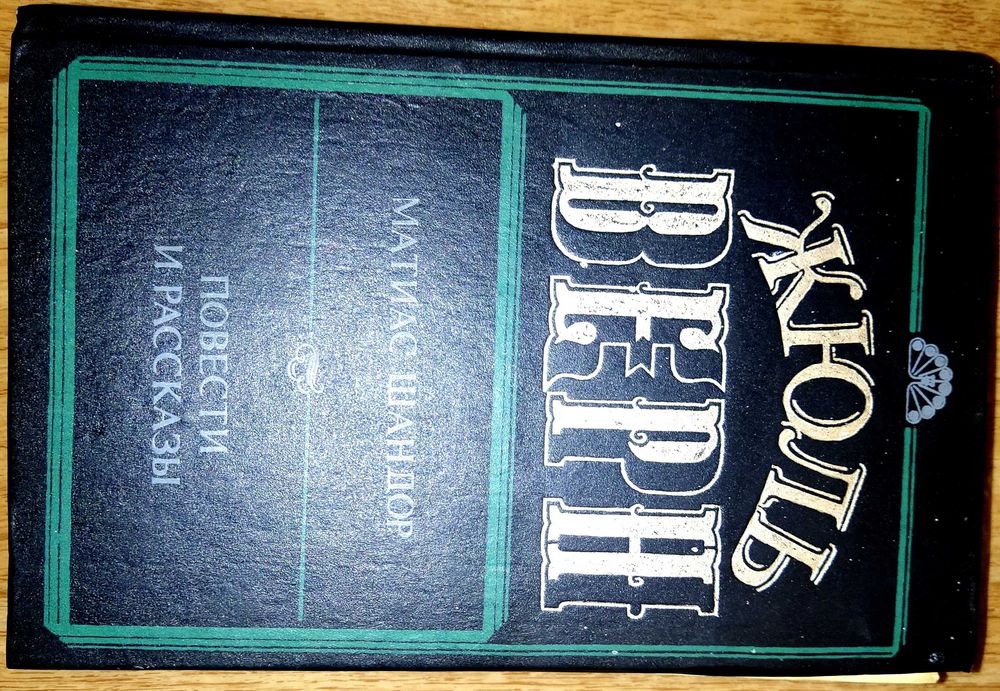 ЖЮЛЬ
ВЕРН
МАТИАС ШАНДОР
ПОВЕСТИ
И РАССКАЗЫ